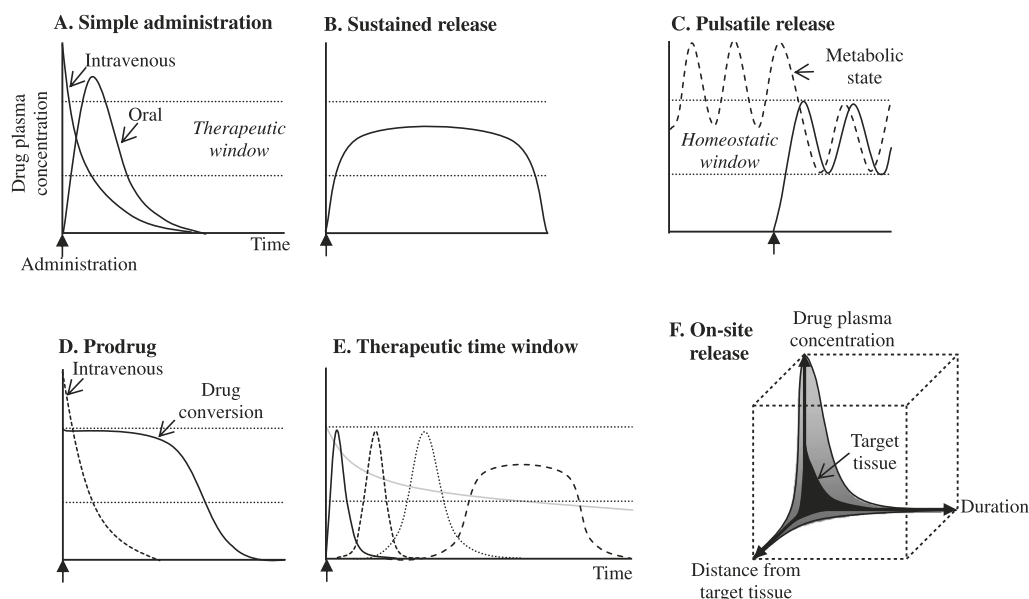 A. Simple administration
Intravenous
Oral
Therapeutic
window
Drug plasma
concentration
Time
Administration
B. Sustained release
C. Pulsatile release
Metabolic
state
Homeostatic
window
D. Prodrug
Intravenous
Drug
conversion
E. Therapeutic time window
Time
F. On-site
release
Drug plasma
concentration
Target
tissue
Duration
Distance from
target tissue